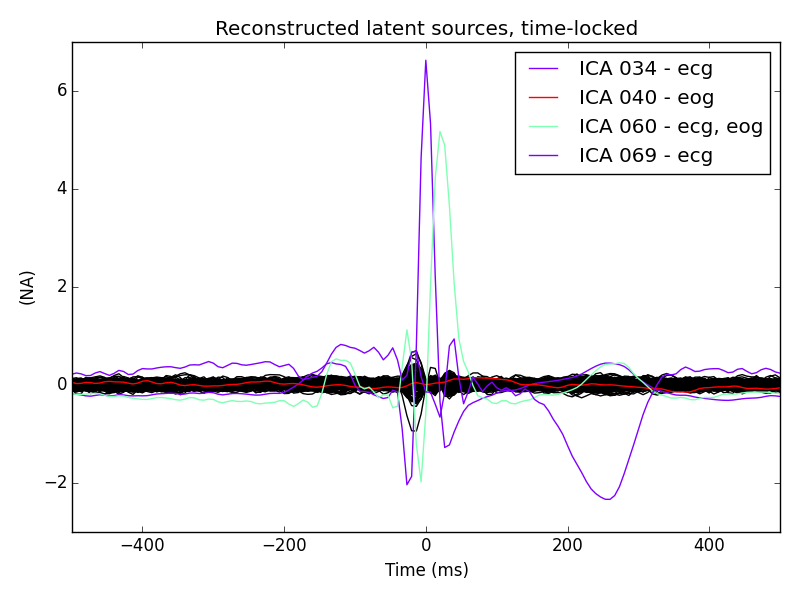 Reconstructed latent sources, time-locked
ICA 034 - ecg
ICA 040 - eog
ICA 060 - ecg, eog
ICA 069 - ecg
6
4
2
0
−2
(NA)
−400
−200
0
200
400
Time (ms)